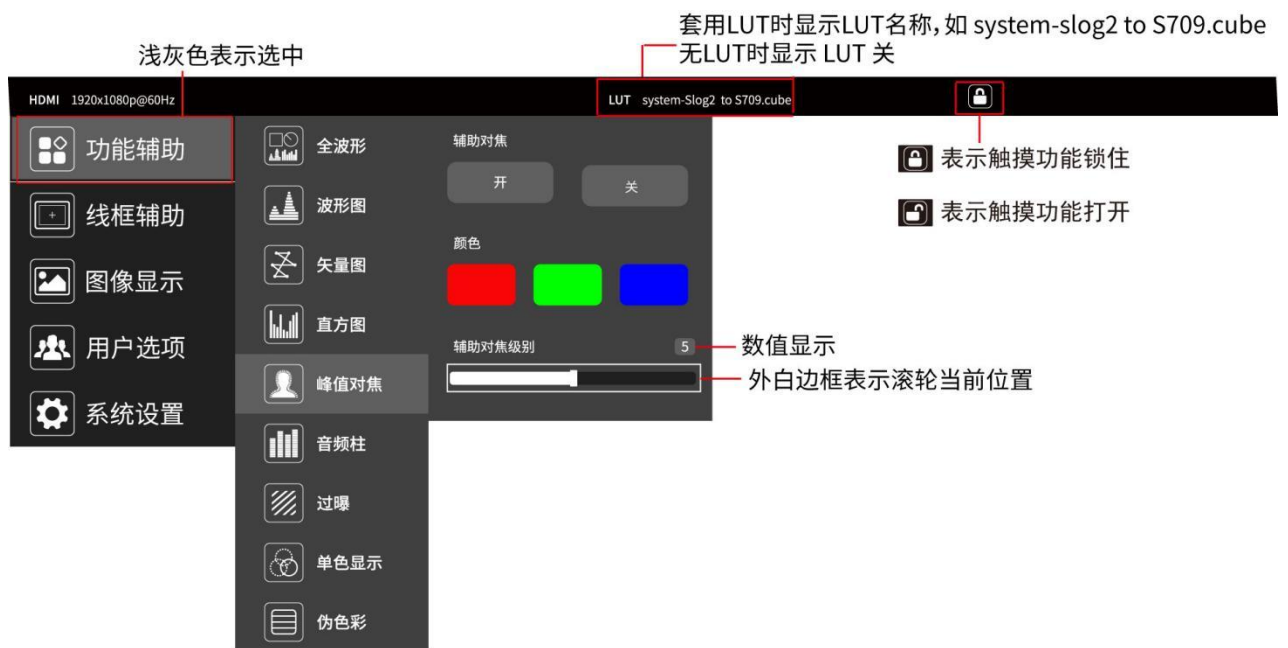 套用LUT时显示LUT名称, 如 system-slog2 to S709.cube
无LUT时显示 LUT 关
浅灰色表示选中
HDMI 1920x1080p@60Hz
LUT system-Slog2 to S709.cube
功能辅助
线框辅助
图像显示
用户选项
系统设置
全波形
波形图
矢量图
直方图
峰值对焦
音频柱
过曝
单色显示
伪色彩
辅助对焦
开
关
颜色
辅助对焦级别
5
数值显示
外白边框表示滚轮当前位置
表示触摸功能锁住
表示触摸功能打开